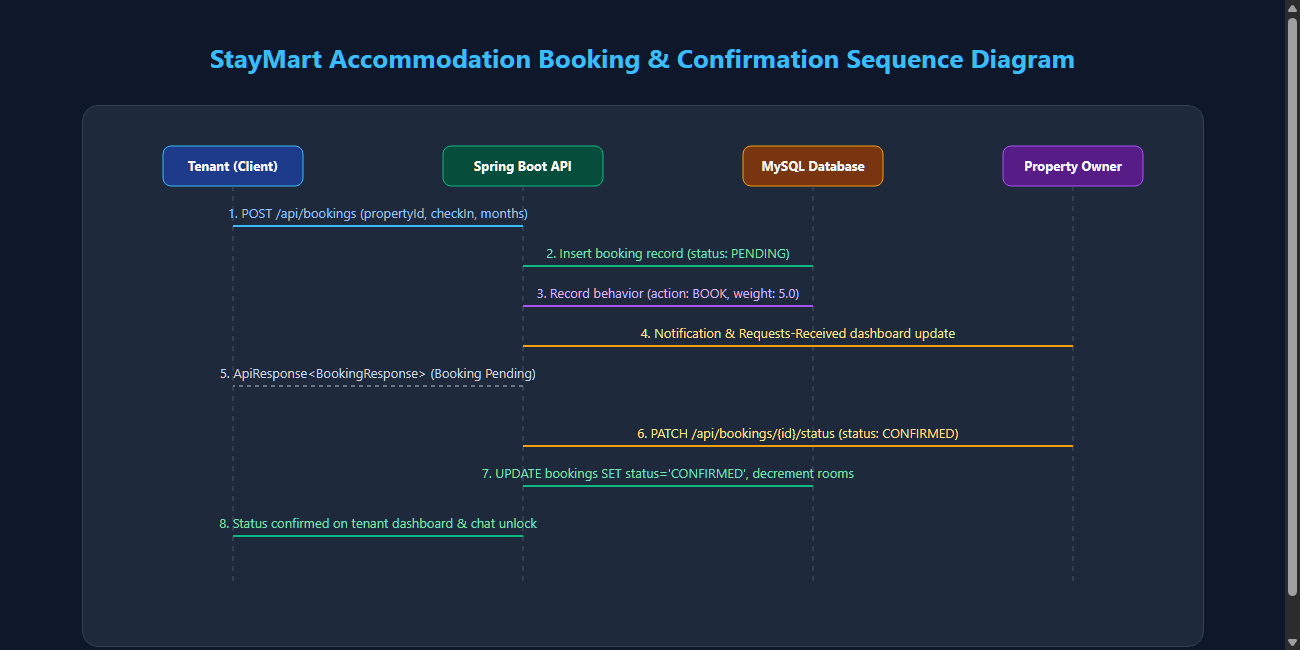 StayMart Accommodation Booking & Confirmation Sequence Diagram
Tenant (Client)
Spring Boot API
MySQL Database
Property Owner
1. POST /api/bookings (propertyId, checkIn, months)
2. Insert booking record (status: PENDING)
3. Record behavior (action: BOOK, weight: 5.0)
4. Notification & Requests-Received dashboard update
5. ApiResponse<BookingResponse> (Booking Pending)
6. PATCH /api/bookings/{id}/status (status: CONFIRMED)
7. UPDATE bookings SET status='CONFIRMED', decrement rooms
8. Status confirmed on tenant dashboard & chat unlock